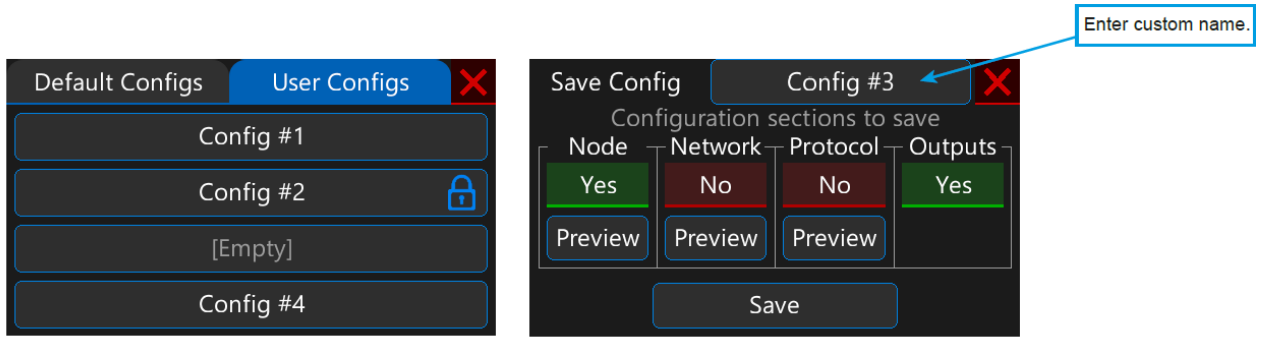 Enter custom name.
Default Configs User Configs
Config #1
Config #2
[Empty]
Config #4
Save Config Config #3
Configuration sections to save
Node Network Protocol Outputs
Yes No No Yes
Preview Preview Preview
Save